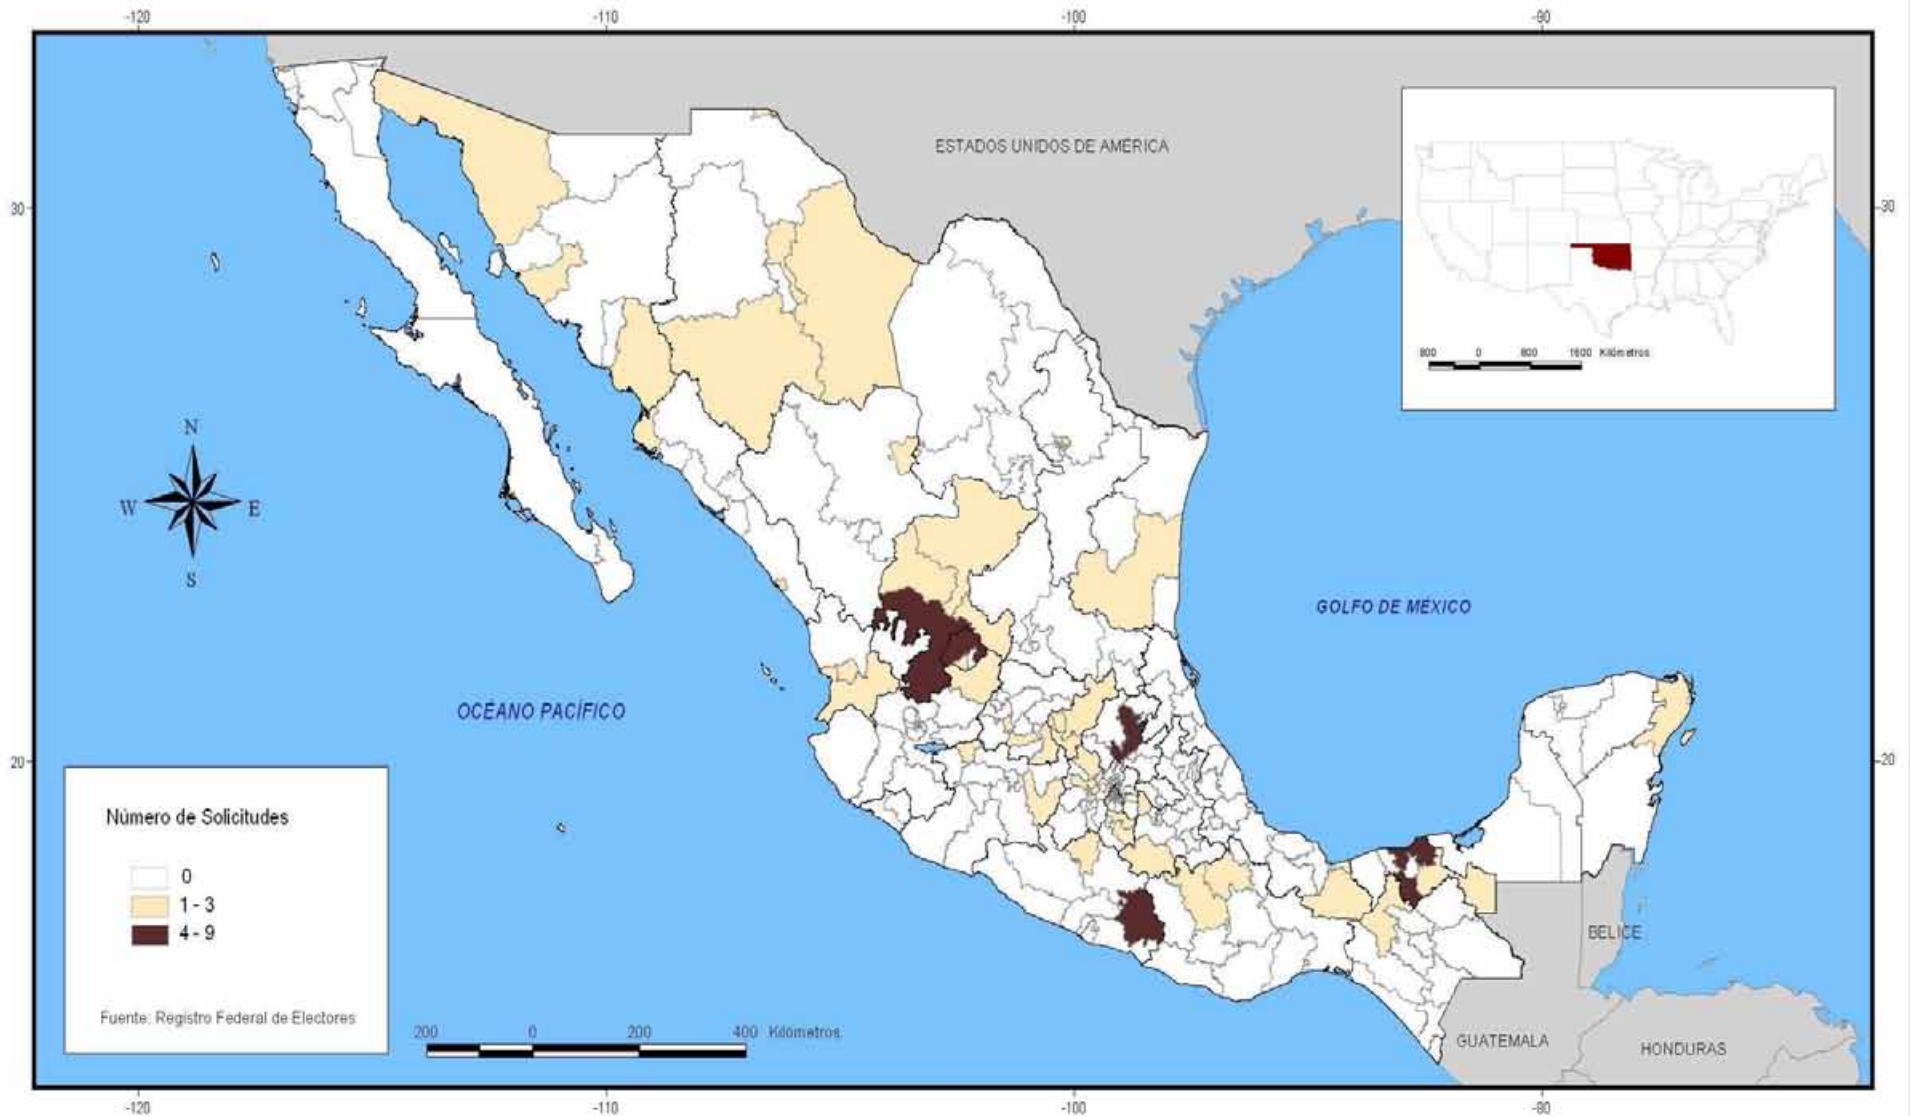 -120 -110 -100 -90
ESTADOS UNIDOS DE AMÉRICA
30 30
800 0 800 1600 Kilómetros
N
W E
S
GOLFO DE MÉXICO
OCÉANO PACÍFICO
20 20
Número de Solicitudes
0
1 - 3
4 - 9
Fuente: Registro Federal de Electores
200 0 200 400 Kilómetros
BELICE
GUATEMALA
HONDURAS
-120 -110 -100 -90